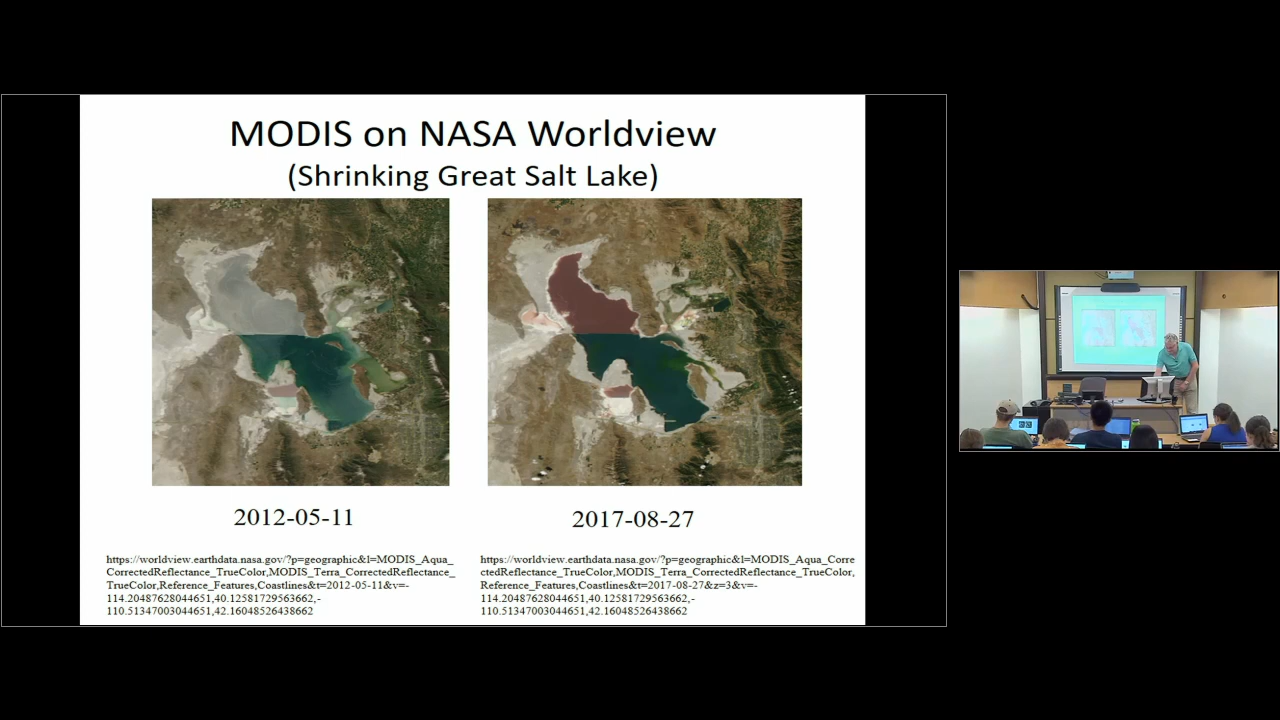 MODIS on NASA Worldview
(Shrinking Great Salt Lake)
2012-05-11
2017-08-27
https://worldview.earthdata.nasa.gov/?p=geographic&l=MODIS_Aqua_
CorrectedReflectance_TrueColor,MODIS_Terra_CorrectedReflectance_
TrueColor,Reference_Features,Coastlines&t=2012-05-11&v=-
114.20487628044651,40.12581729563662,-
110.51347003044651,42.16048526438662
https://worldview.earthdata.nasa.gov/?p=geographic&l=MODIS_Aqua_Corre
ctedReflectance_TrueColor,MODIS_Terra_CorrectedReflectance_TrueColor,
Reference_Features,Coastlines&t=2017-08-27&z=3&v=-
114.20487628044651,40.12581729563662,-
110.51347003044651,42.16048526438662